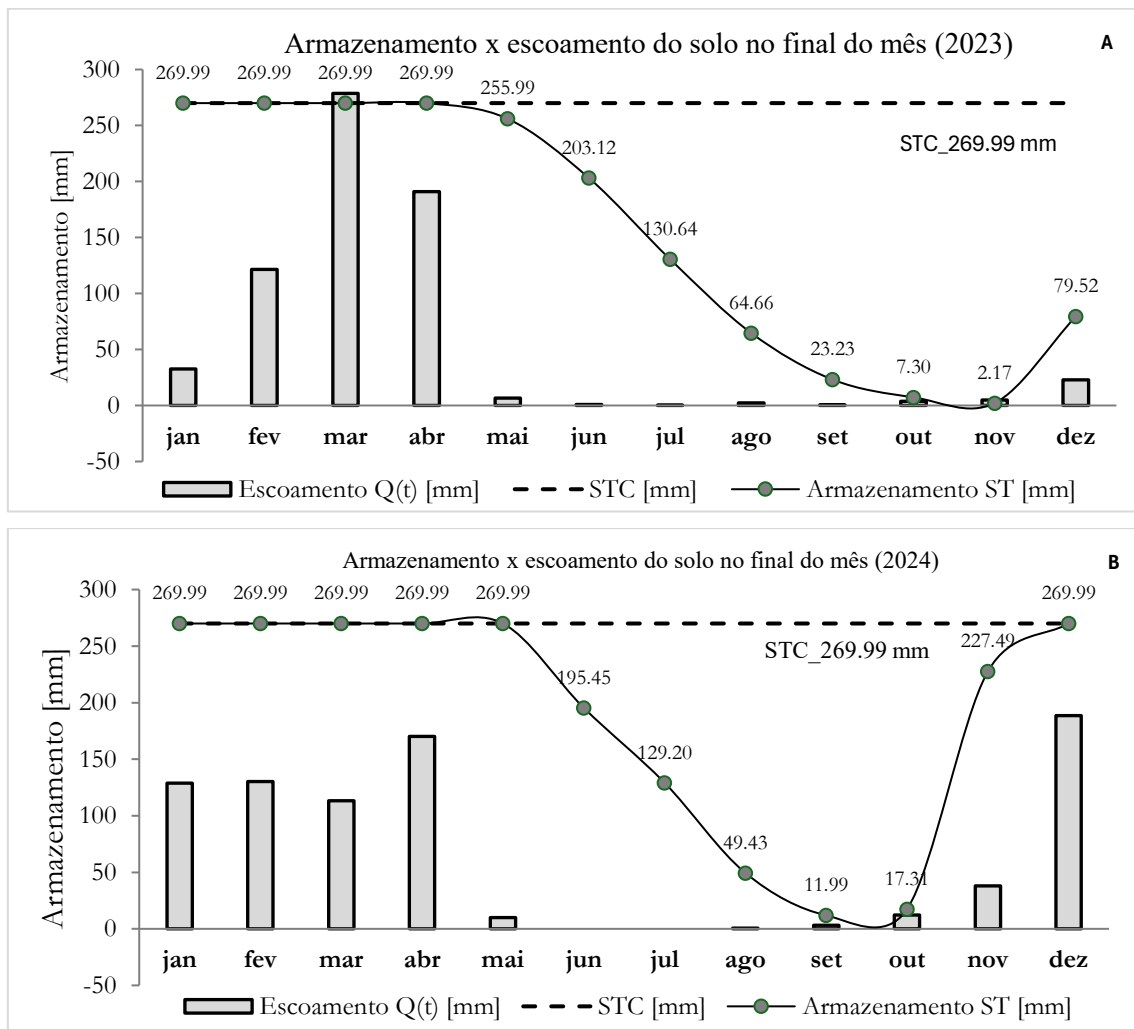 Armazenamento x escoamento do solo no final do mês (2023)
A
300
250
200
150
100
50
0
-50
Armazenamento [mm]
269.99 269.99 269.99 269.99 255.99 203.12 130.64 64.66 23.23 7.30 2.17 79.52
STC_269.99 mm
jan fev mar abr mai jun jul ago set out nov dez
Escoamento Q(t) [mm] STC [mm] Armazenamento ST [mm]
Armazenamento x escoamento do solo no final do mês (2024)
B
300
250
200
150
100
50
0
-50
Armazenamento [mm]
269.99 269.99 269.99 269.99 269.99 195.45 129.20 49.43 11.99 17.31 227.49 269.99
STC_269.99 mm
jan fev mar abr mai jun jul ago set out nov dez
Escoamento Q(t) [mm] STC [mm] Armazenamento ST [mm]